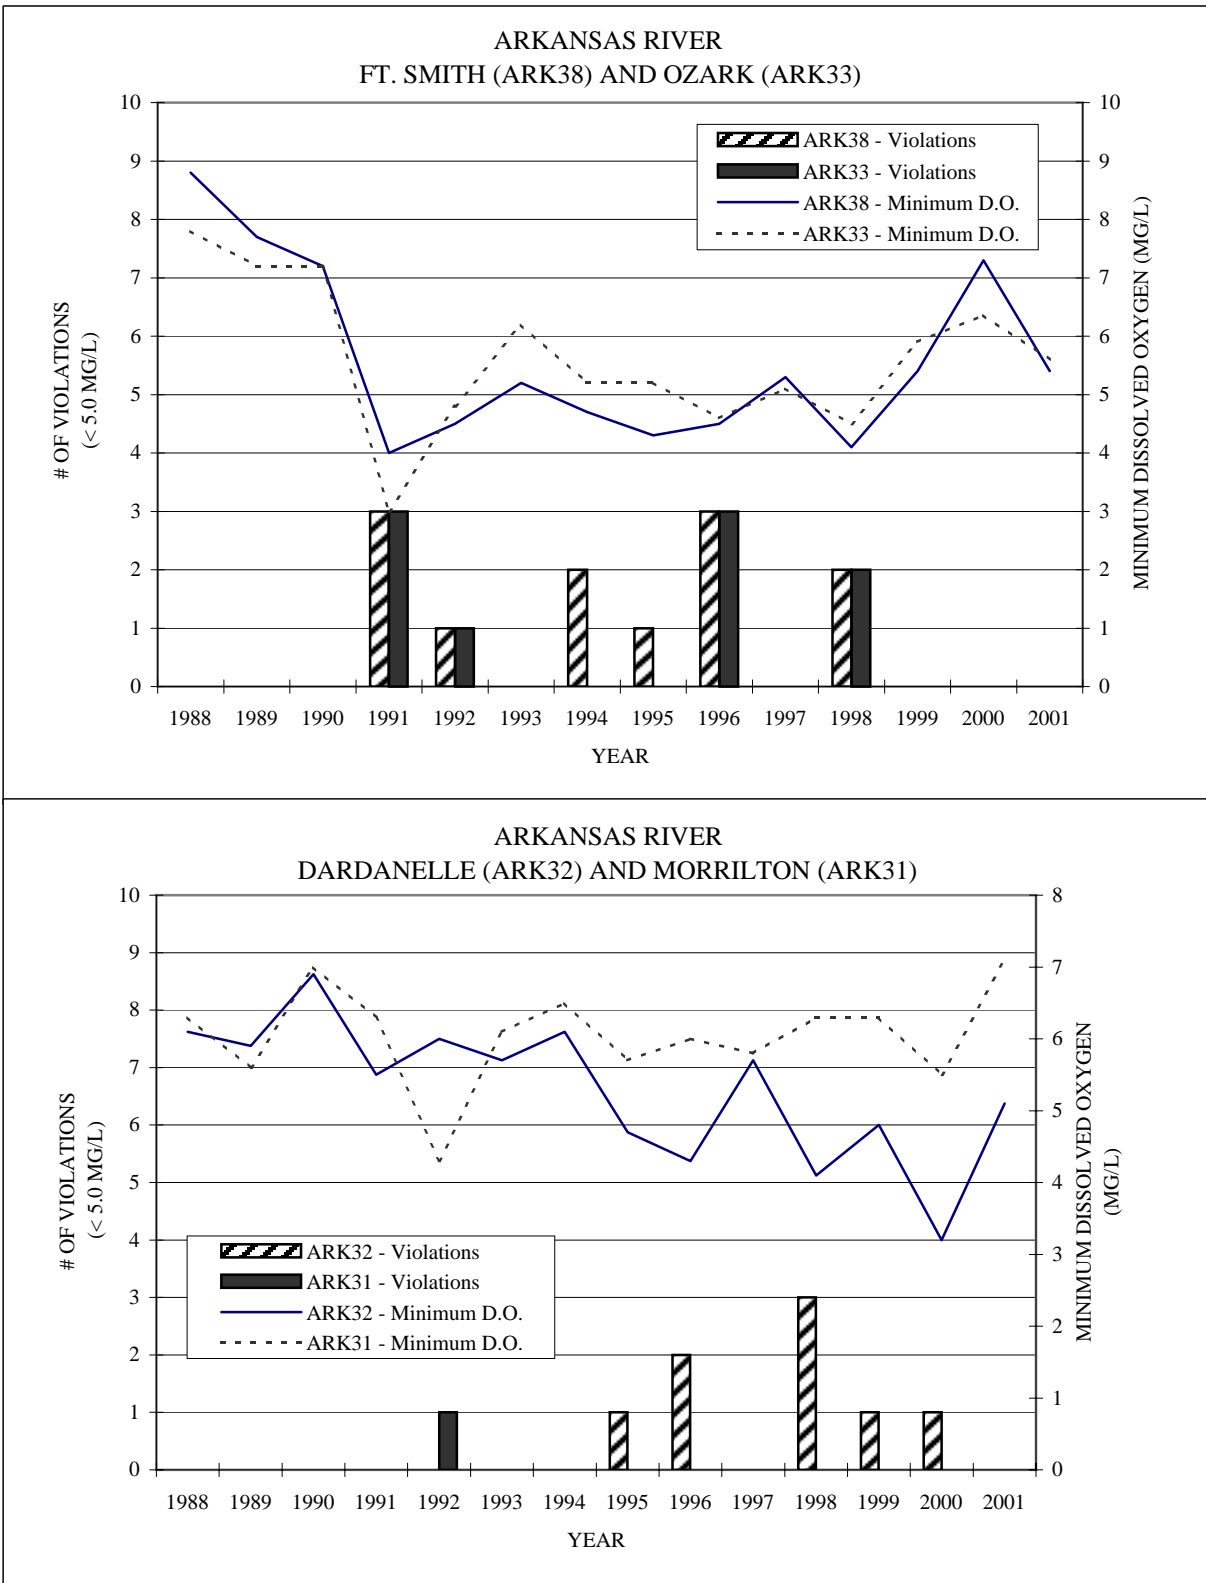 ARKANSAS RIVER
FT. SMITH (ARK38) AND OZARK (ARK33)
10
9
8
7
6
5
4
3
2
1
0
# OF VIOLATIONS
(< 5.0 MG/L)
ARK38 - Violations
ARK33 - Violations
ARK38 - Minimum D.O.
ARK33 - Minimum D.O.
10
9
8
7
6
5
4
3
2
1
0
MINIMUM DISSOLVED OXYGEN (MG/L)
1988 1989 1990 1991 1992 1993 1994 1995 1996 1997 1998 1999 2000 2001
YEAR
ARKANSAS RIVER
DARDANELLE (ARK32) AND MORRILTON (ARK31)
10
9
8
7
6
5
4
3
2
1
0
# OF VIOLATIONS
(< 5.0 MG/L)
ARK32 - Violations
ARK31 - Violations
ARK32 - Minimum D.O.
ARK31 - Minimum D.O.
8
7
6
5
4
3
2
1
0
MINIMUM DISSOLVED OXYGEN
(MG/L)
1988 1989 1990 1991 1992 1993 1994 1995 1996 1997 1998 1999 2000 2001
YEAR